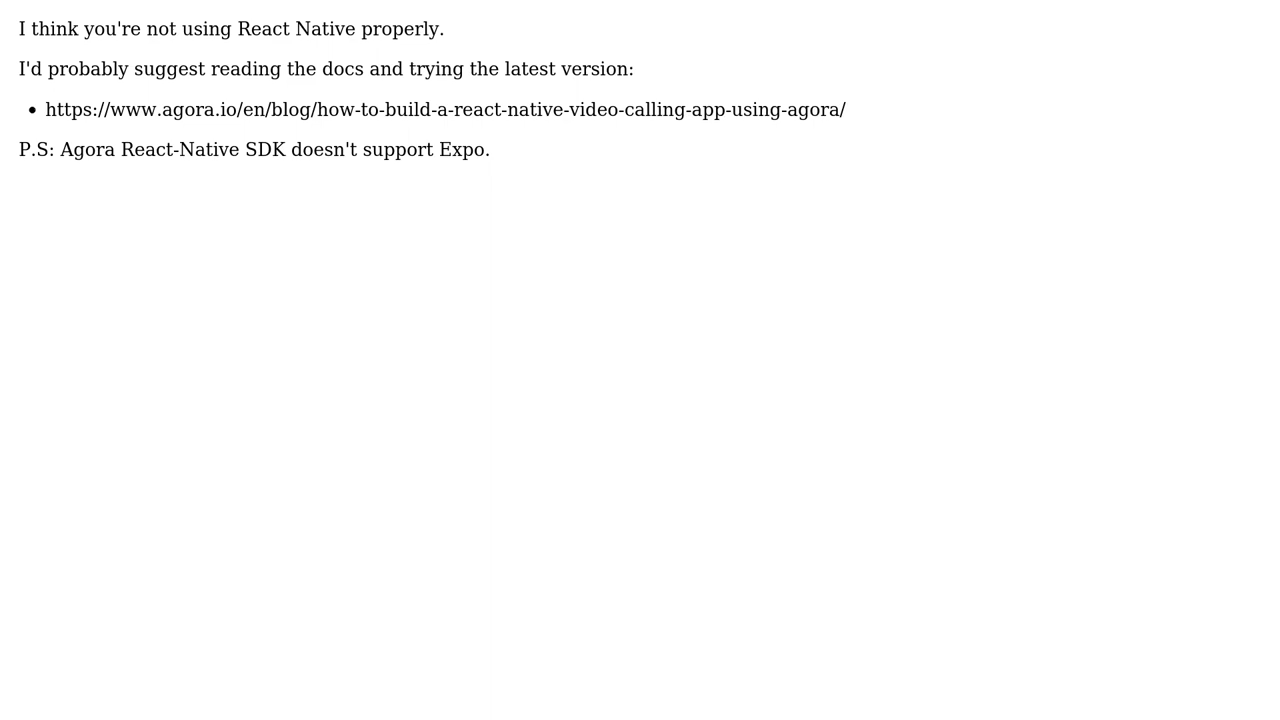 I think you're not using React Native properly.
I'd probably suggest reading the docs and trying the latest version:
• https://www.agora.io/en/blog/how-to-build-a-react-native-video-calling-app-using-agora/
P.S: Agora React-Native SDK doesn't support Expo.